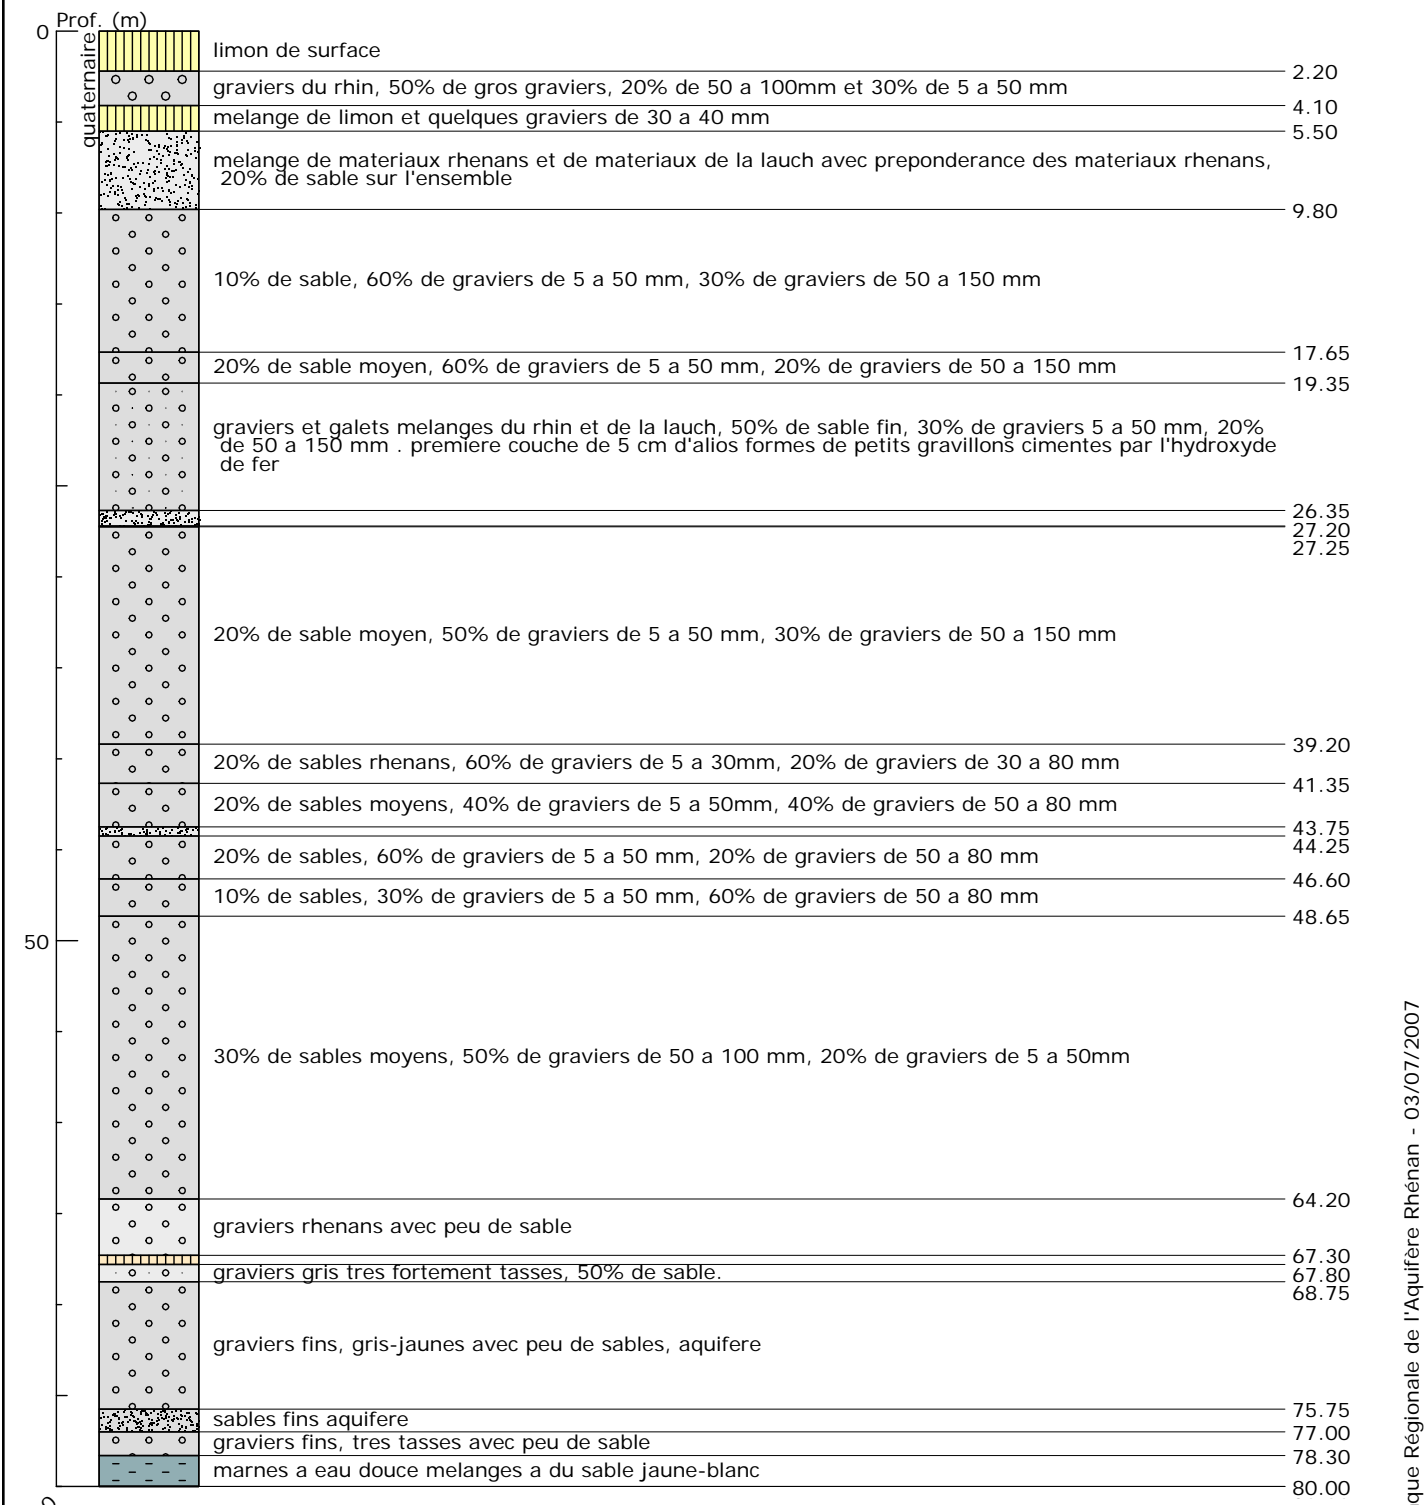 Prof. (m)
0
quaternaire
limon de surface
2.20
graviers du rhin, 50% de gros graviers, 20% de 50 a 100mm et 30% de 5 a 50 mm
4.10
melange de limon et quelques graviers de 30 a 40 mm
5.50
melange de materiaux rhenans et de materiaux de la lauch avec preponderance des materiaux rhenans,
20% de sable sur l'ensemble
9.80
10% de sable, 60% de graviers de 5 a 50 mm, 30% de graviers de 50 a 150 mm
17.65
20% de sable moyen, 60% de graviers de 5 a 50 mm, 20% de graviers de 50 a 150 mm
19.35
graviers et galets melanges du rhin et de la lauch, 50% de sable fin, 30% de graviers 5 a 50 mm, 20%
de 50 a 150 mm . premiere couche de 5 cm d'alios formes de petits gravillons cimentes par l'hydroxyde
de fer
26.35
27.20
27.25
20% de sable moyen, 50% de graviers de 5 a 50 mm, 30% de graviers de 50 a 150 mm
39.20
20% de sables rhenans, 60% de graviers de 5 a 30mm, 20% de graviers de 30 a 80 mm
41.35
20% de sables moyens, 40% de graviers de 5 a 50mm, 40% de graviers de 50 a 80 mm
43.75
44.25
20% de sables, 60% de graviers de 5 a 50 mm, 20% de graviers de 50 a 80 mm
46.60
10% de sables, 30% de graviers de 5 a 50 mm, 60% de graviers de 50 a 80 mm
48.65
50
30% de sables moyens, 50% de graviers de 50 a 100 mm, 20% de graviers de 5 a 50mm
64.20
graviers rhenans avec peu de sable
67.30
graviers gris tres fortement tasses, 50% de sable.
67.80
68.75
graviers fins, gris-jaunes avec peu de sables, aquifere
75.75
sables fins aquifere
77.00
graviers fins, tres tasses avec peu de sable
78.30
marnes a eau douce melanges a du sable jaune-blanc
80.00
que Régionale de l'Aquifère Rhénan - 03/07/2007